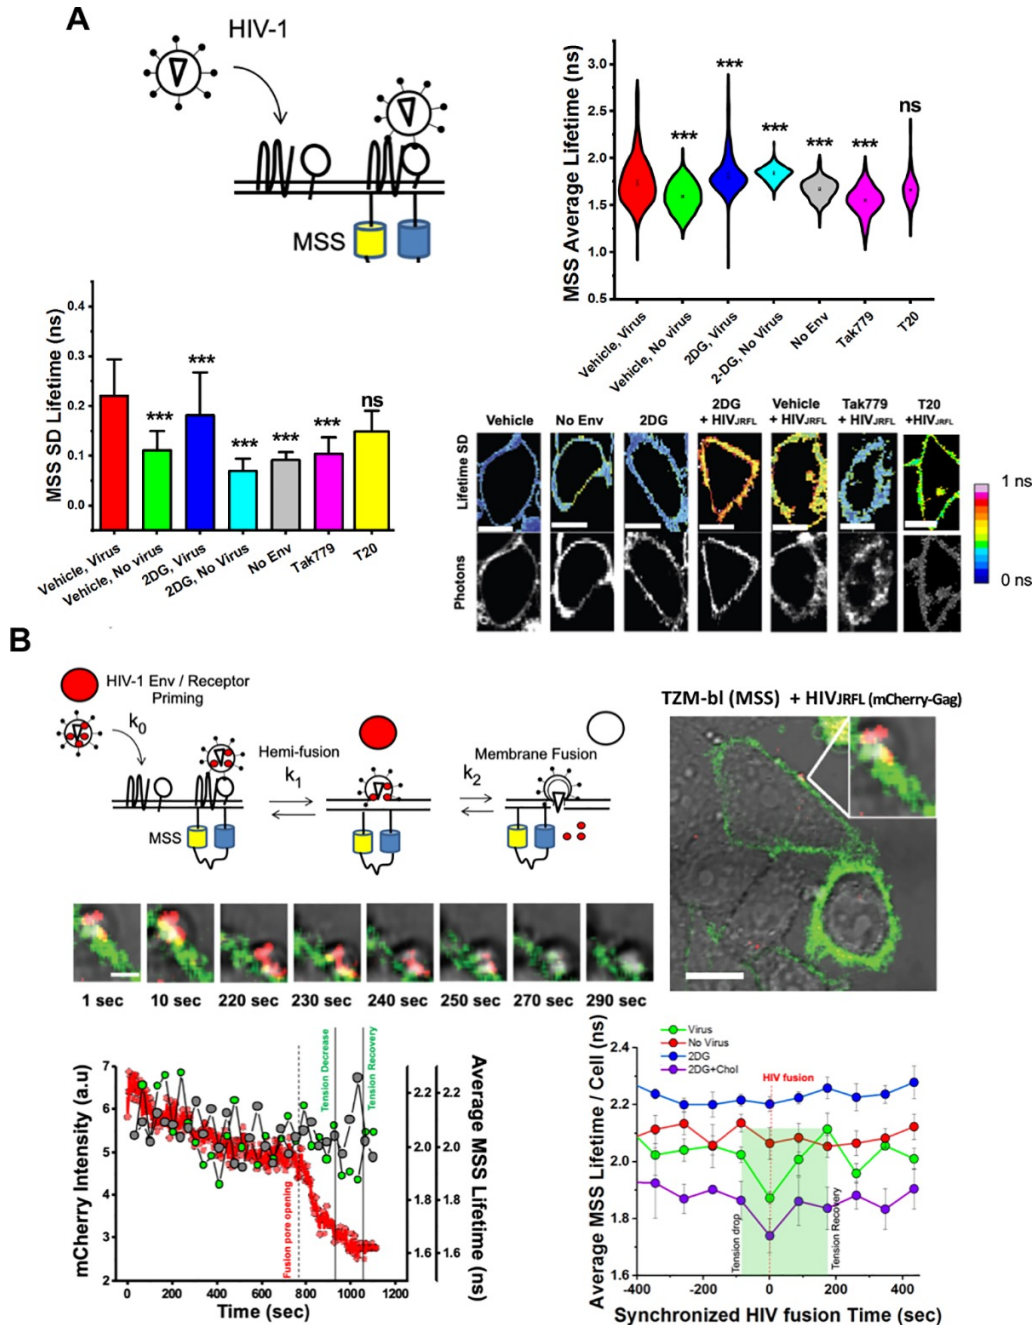 A
HIV-1
MSS
MSS Average Lifetime (ns)
3.0
2.5
2.0
1.5
1.0
0.5
***
***
***
***
***
ns
Vehicle, Virus
Vehicle, No virus
2DG, Virus
2-DG, No Virus
No Env
Tak779
T20
MSS SD Lifetime (ns)
0.4
0.3
0.2
0.1
0.0
***
***
***
***
***
ns
Vehicle, Virus
Vehicle, No virus
2DG, Virus
2DG, No Virus
No Env
Tak779
T20
Vehicle
No Env
2DG
2DG
+ HIVJRFL
Vehicle
+ HIVJRFL
Tak779
+ HIVJRFL
T20
+HIVJRFL
Lifetime SD
Photons
1 ns
0 ns
B
HIV-1 Env / Receptor
Priming
k0
Hemi-fusion
k1
Membrane Fusion
k2
MSS
TZM-bl (MSS) + HIVJRFL (mCherry-Gag)
1 sec
10 sec
220 sec
230 sec
240 sec
250 sec
270 sec
290 sec
mCherry Intensity (a.u)
7
6
5
4
3
2
0
200
400
600
800
1000
1200
Time (sec)
Fusion pore opening
Tension Decrease
Tension Recovery
2.2
2.0
1.8
1.6
2.2
2.0
1.8
1.6
Average MSS Lifetime (ns)
Average MSS Lifetime / Cell (ns)
2.4
2.2
2.0
1.8
1.6
Virus
No Virus
2DG
2DG+Chol
HIV fusion
Tension drop
Tension Recovery
-400
-200
0
200
400
Synchronized HIV fusion Time (sec)